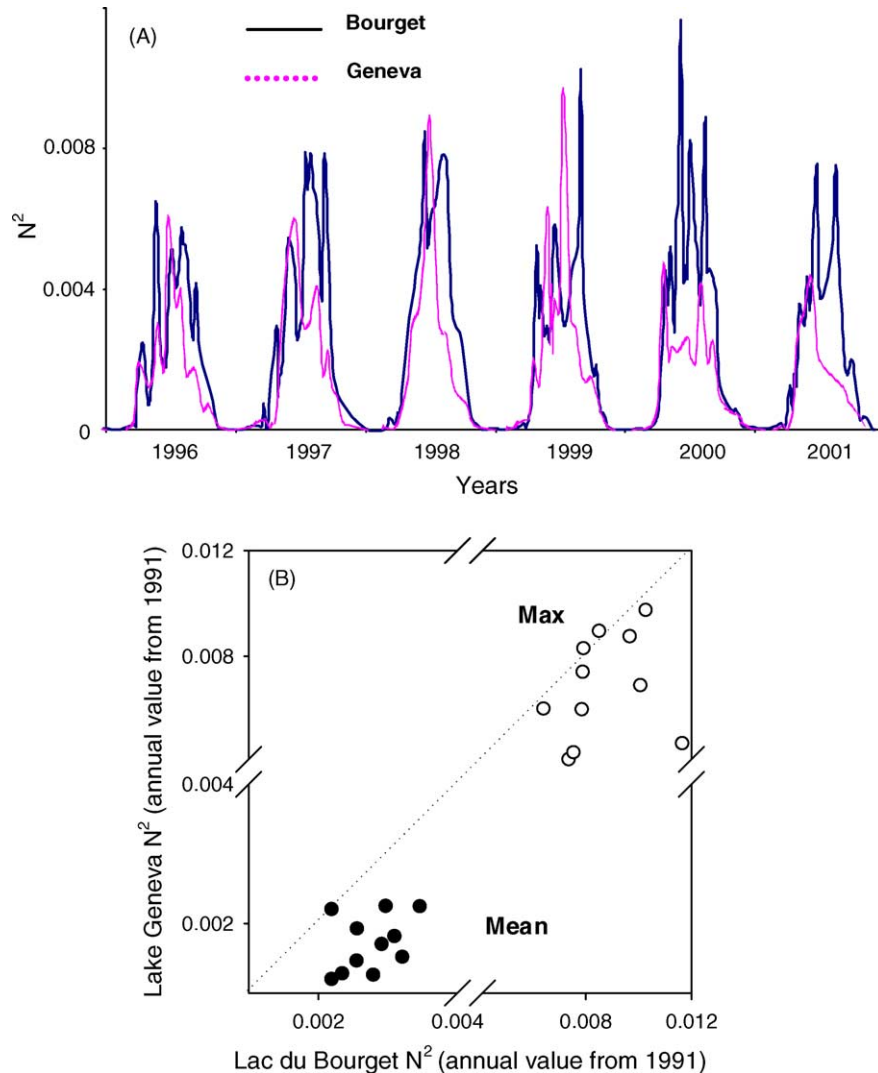 (A)
Bourget
Geneva
N²
0.008
0.004
0
1996 1997 1998 1999 2000 2001
Years
(B)
Lake Geneva N² (annual value from 1991)
0.012
0.008
0.004
0.002
Max
Mean
0.002 0.004 0.008 0.012
Lac du Bourget N² (annual value from 1991)